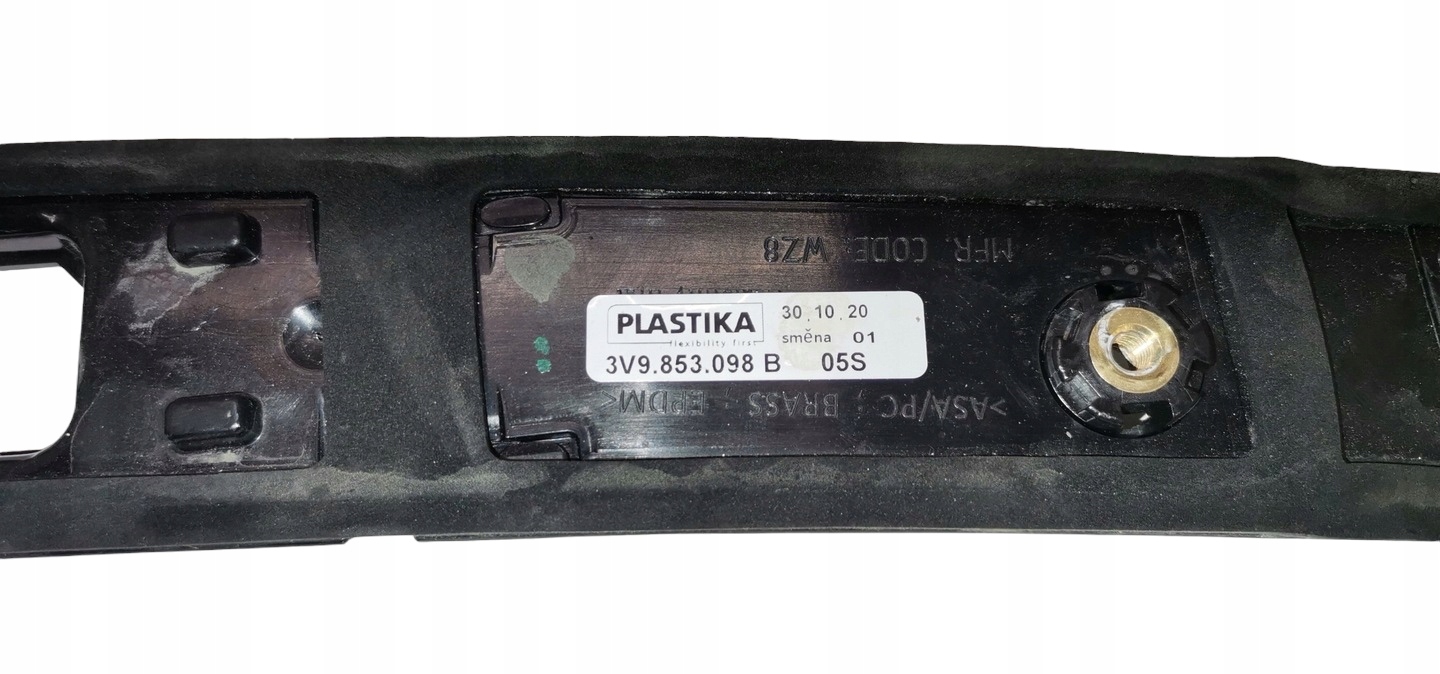 MFR. CODE WZ8
PLASTIKA
flexibility first
30.10.20
směna 01
3V9.853.098 B 05S
>ASA/PC ; BRASS ; EPDM<